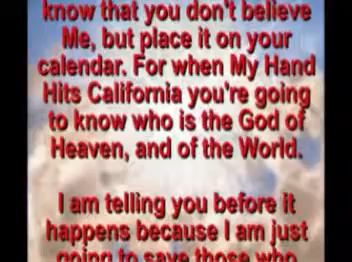 know that you don't believe
Me, but place it on your
calendar. For when My Hand
Hits California you're going
to know who is the God of
Heaven, and of the World.
I am telling you before it
happens because I am just
going to save those who